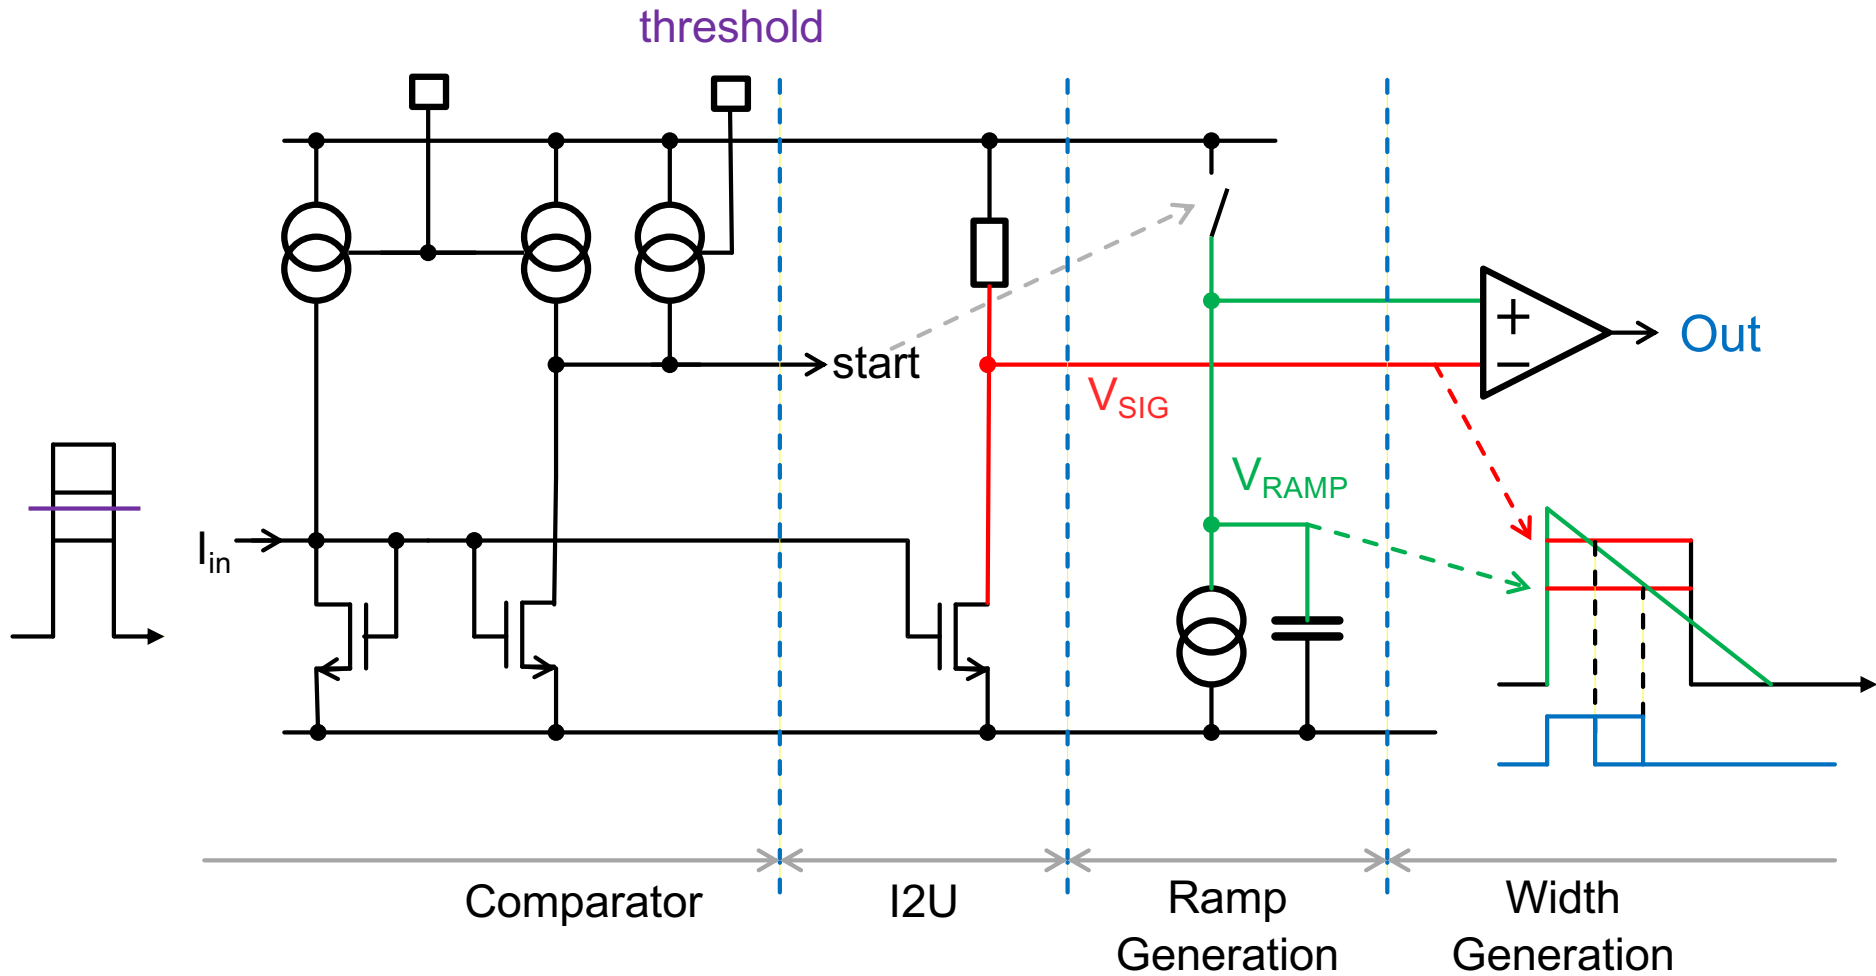 threshold
+
−
Out
start
V_SIG
V_RAMP
I_in
Comparator
I2U
Ramp
Generation
Width
Generation